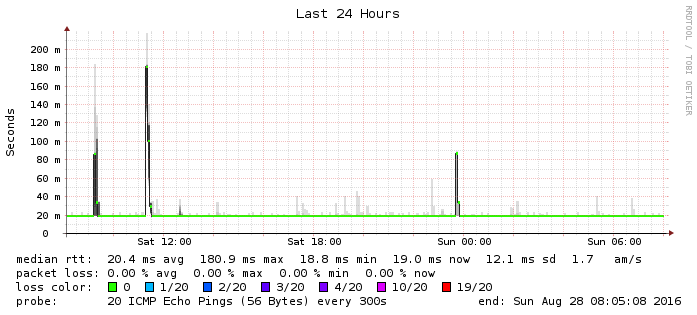 Last 24 Hours
RRDTOOL / TOBI OETIKER
Seconds
200 m
180 m
160 m
140 m
120 m
100 m
80 m
60 m
40 m
20 m
0
Sat 12:00 Sat 18:00 Sun 00:00 Sun 06:00
median rtt: 20.4 ms avg 180.9 ms max 18.8 ms min 19.0 ms now 12.1 ms sd 1.7 am/s
packet loss: 0.00 % avg 0.00 % max 0.00 % min 0.00 % now
loss color: 0 1/20 2/20 3/20 4/20 10/20 19/20
probe: 20 ICMP Echo Pings (56 Bytes) every 300s end: Sun Aug 28 08:05:08 2016